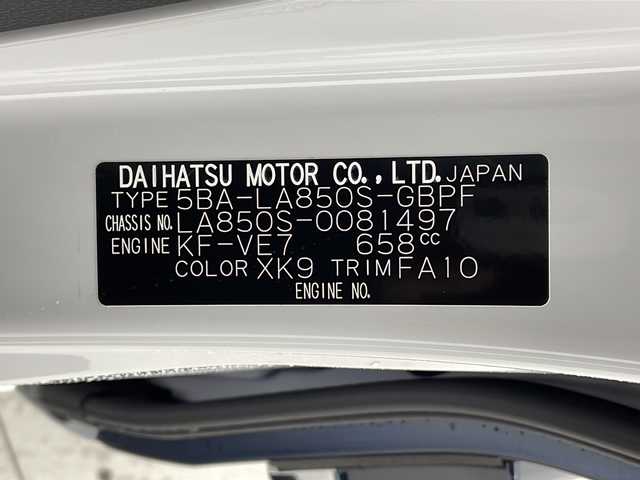 DAIHATSU MOTOR CO., LTD. JAPAN
TYPE 5BA-LA850S-GBPF
CHASSIS NO. LA850S-0081497
ENGINE KF-VE7 658cc
COLOR XK9 TRIM FA10
ENGINE NO.